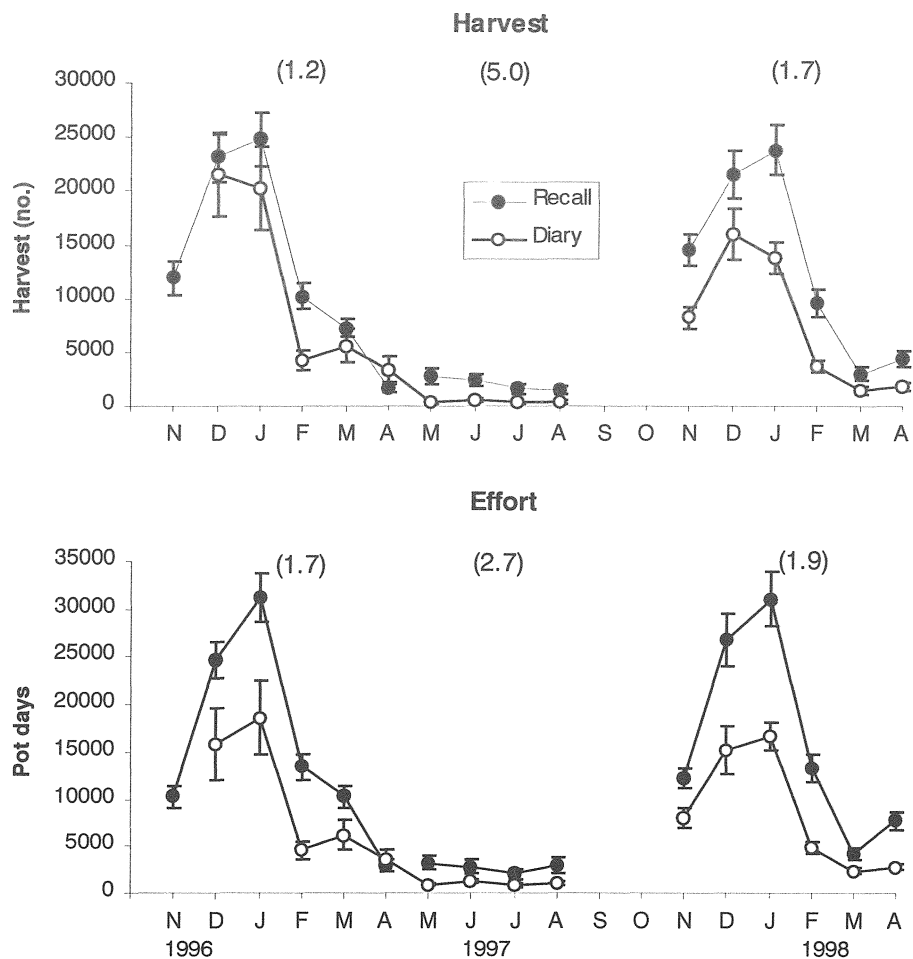 Harvest
(1.2) (5.0) (1.7)
30000
25000
20000
15000
10000
5000
0
Harvest (no.)
Recall
Diary
N D J F M A M J J A S O N D J F M A
Effort
(1.7) (2.7) (1.9)
35000
30000
25000
20000
15000
10000
5000
0
Pot days
N D J F M A M J J A S O N D J F M A
1996 1997 1998